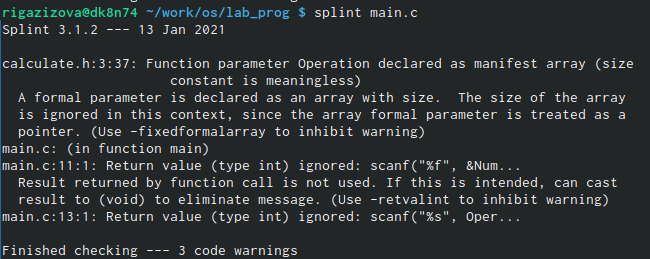 rigazizova@dk8n74 ~/work/os/lab_prog $ splint main.c
Splint 3.1.2 --- 13 Jan 2021
calculate.h:3:37: Function parameter Operation declared as manifest array (size
constant is meaningless)
A formal parameter is declared as an array with size.  The size of the array
is ignored in this context, since the array formal parameter is treated as a
pointer. (Use -fixedformalarray to inhibit warning)
main.c: (in function main)
main.c:11:1: Return value (type int) ignored: scanf("%f", &Num...
Result returned by function call is not used. If this is intended, can cast
result to (void) to eliminate message. (Use -retvalint to inhibit warning)
main.c:13:1: Return value (type int) ignored: scanf("%s", Oper...
Finished checking --- 3 code warnings